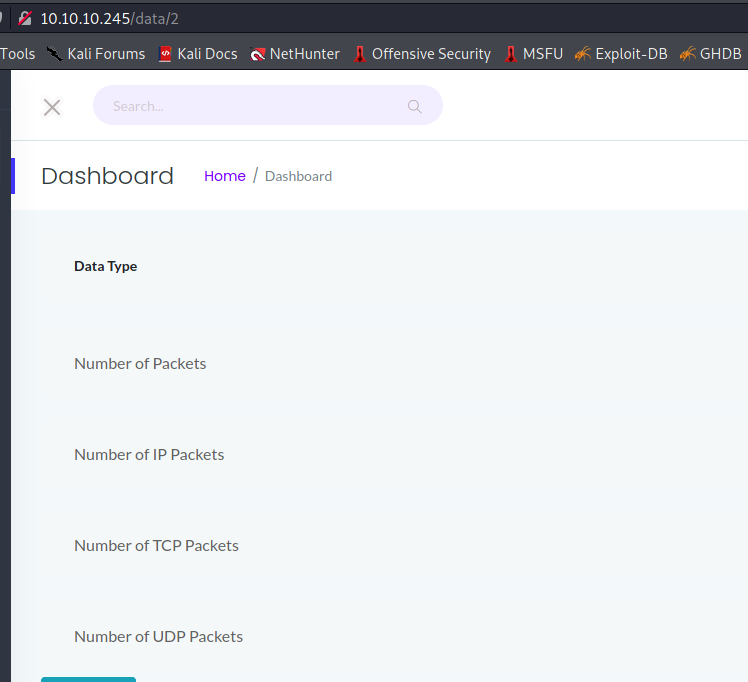 10.10.10.245/data/2
Tools Kali Forums Kali Docs NetHunter Offensive Security MSFU Exploit-DB GHDB
Search...
Dashboard Home / Dashboard
Data Type
Number of Packets
Number of IP Packets
Number of TCP Packets
Number of UDP Packets